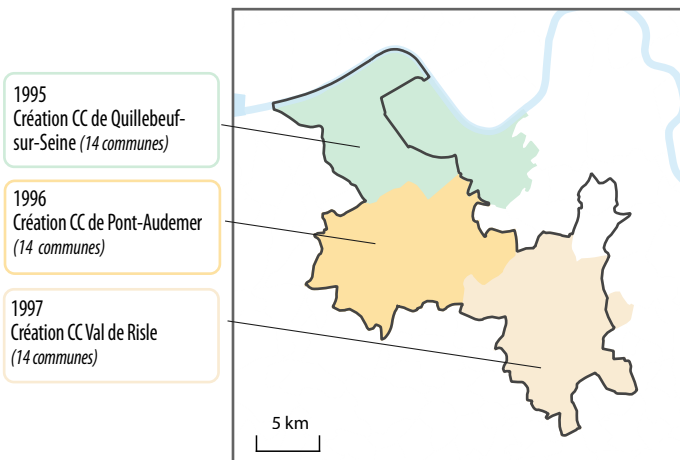 1995
Création CC de Quillebeuf-
sur-Seine (14 communes)
1996
Création CC de Pont-Audemer
(14 communes)
1997
Création CC Val de Risle
(14 communes)
5 km